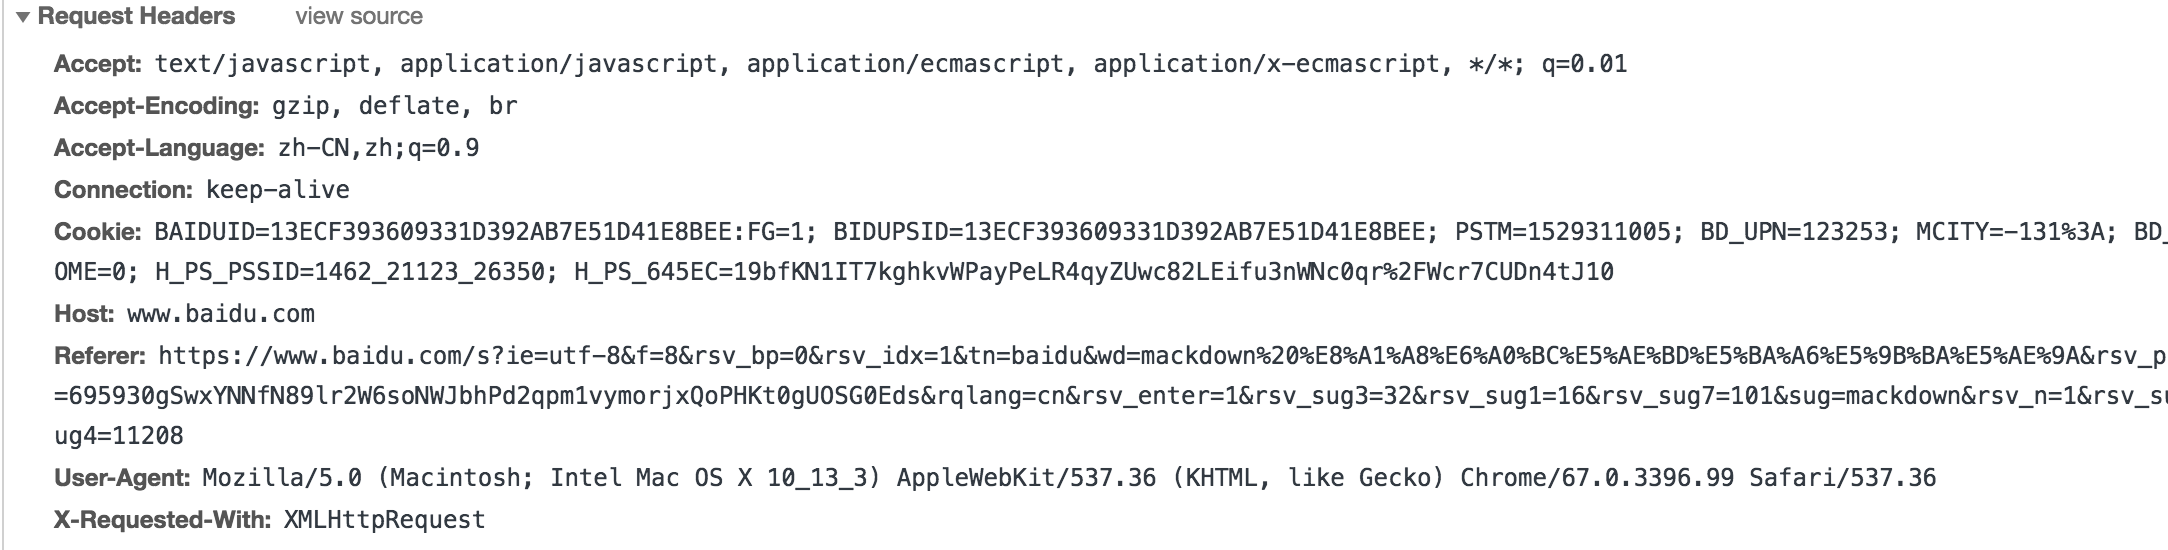 ▼ Request Headers view source
Accept: text/javascript, application/javascript, application/ecmascript, application/x-ecmascript, */*; q=0.01
Accept-Encoding: gzip, deflate, br
Accept-Language: zh-CN,zh;q=0.9
Connection: keep-alive
Cookie: BAIDUID=13ECF393609331D392AB7E51D41E8BEE:FG=1; BIDUPSID=13ECF393609331D392AB7E51D41E8BEE; PSTM=1529311005; BD_UPN=123253; MCITY=-131%3A; BD_
OME=0; H_PS_PSSID=1462_21123_26350; H_PS_645EC=19bfKN1IT7kghkvWPayPeLR4qyZUwc82LEifu3nWNc0qr%2FWcr7CUDn4tJ10
Host: www.baidu.com
Referer: https://www.baidu.com/s?ie=utf-8&f=8&rsv_bp=0&rsv_idx=1&tn=baidu&wd=mackdown%20%E8%A1%A8%E6%A0%BC%E5%AE%BD%E5%BA%A6%E5%9B%BA%E5%AE%9A&rsv_p
=695930gSwxYNNfN89lr2W6soNWJbhPd2qpm1vymorjxQoPHKt0gUOSG0Eds&rqlang=cn&rsv_enter=1&rsv_sug3=32&rsv_sug1=16&rsv_sug7=101&sug=mackdown&rsv_n=1&rsv_su
ug4=11208
User-Agent: Mozilla/5.0 (Macintosh; Intel Mac OS X 10_13_3) AppleWebKit/537.36 (KHTML, like Gecko) Chrome/67.0.3396.99 Safari/537.36
X-Requested-With: XMLHttpRequest